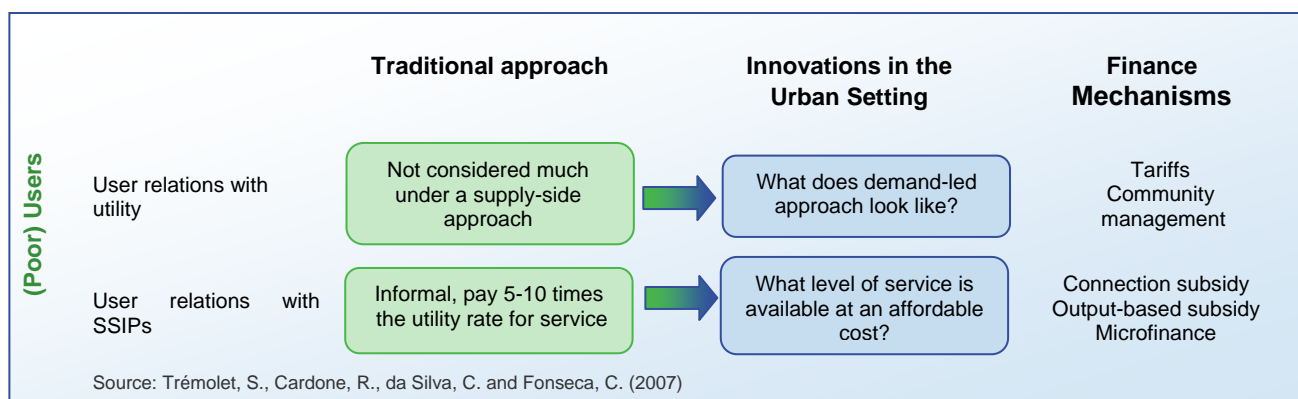 Traditional approach
Innovations in the
Urban Setting
Finance
Mechanisms
(Poor) Users
User relations with
utility
Not considered much
under a supply-side
approach
What does demand-led
approach look like?
Tariffs
Community
management
User relations with
SSIPs
Informal, pay 5-10 times
the utility rate for service
What level of service is
available at an affordable
cost?
Connection subsidy
Output-based subsidy
Microfinance
Source: Trémolet, S., Cardone, R., da Silva, C. and Fonseca, C. (2007)